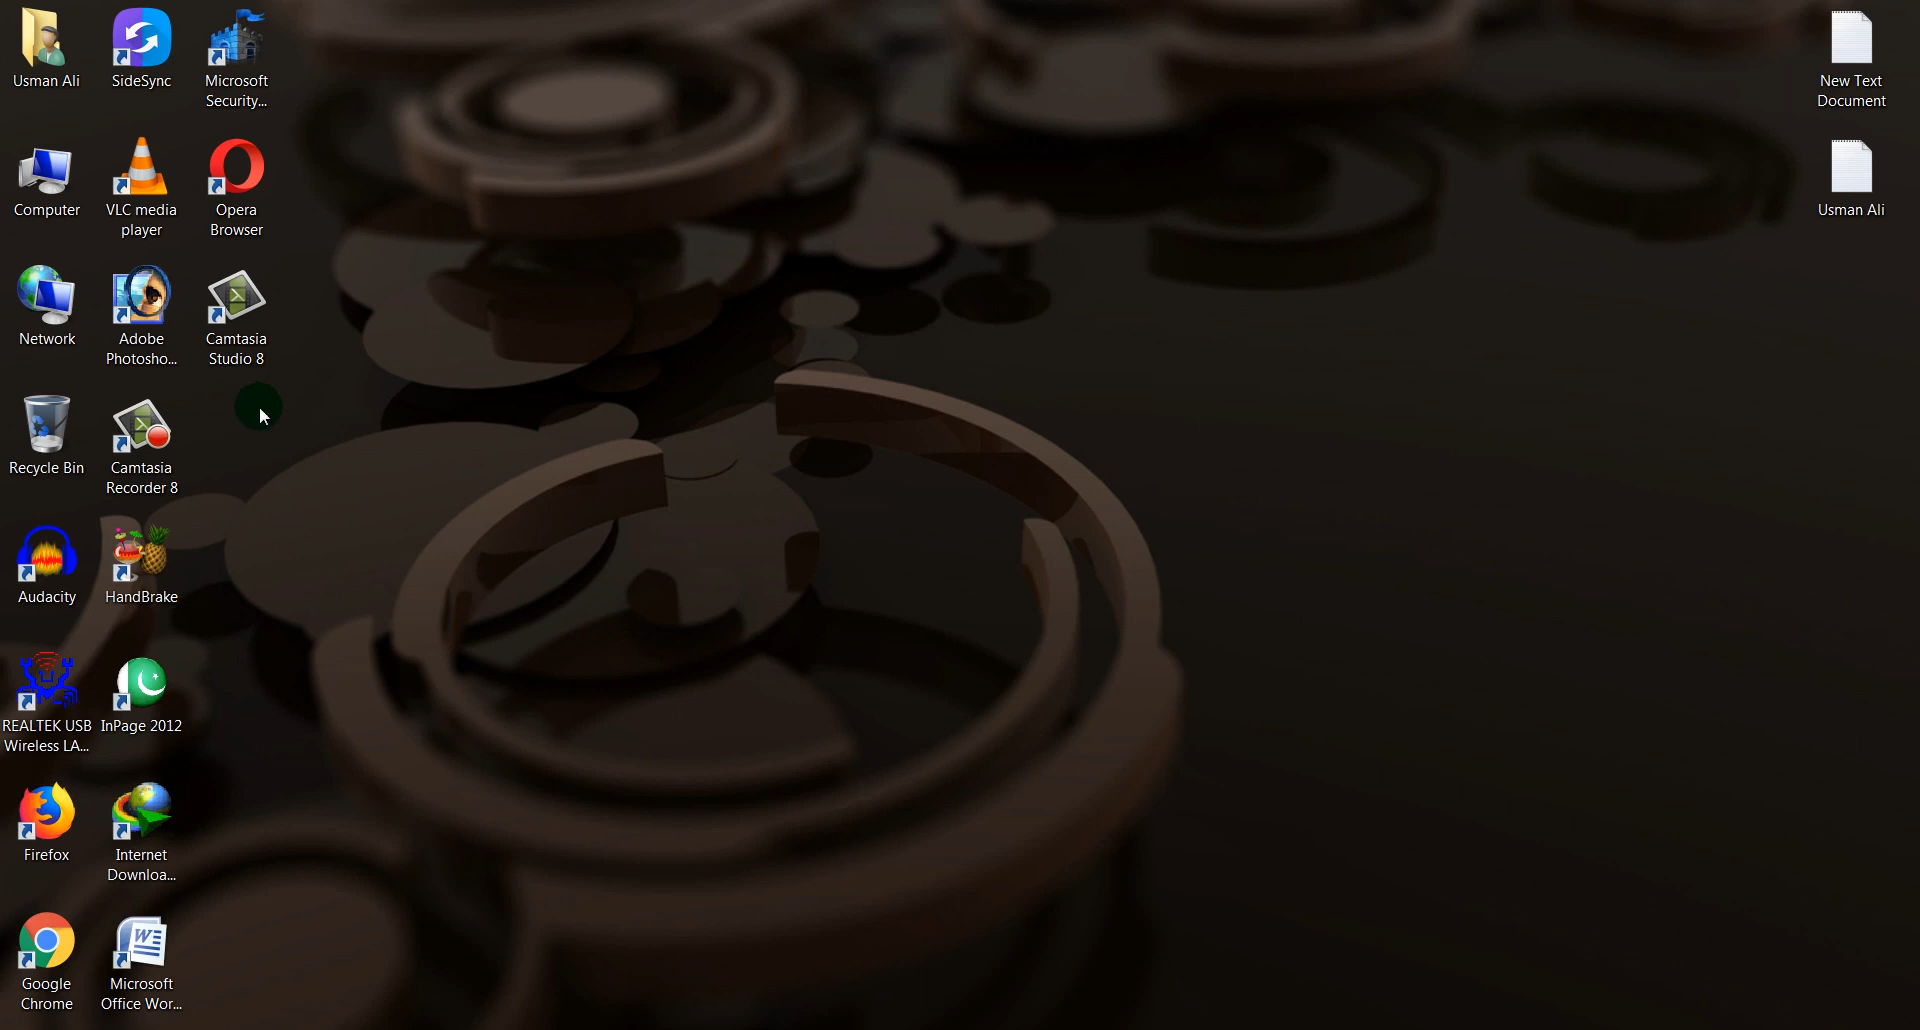 Usman Ali
SideSync
Microsoft
Security...
Computer
VLC media
player
Opera
Browser
Network
Adobe
Photosho...
Camtasia
Studio 8
Recycle Bin
Camtasia
Recorder 8
Audacity
HandBrake
REALTEK USB
Wireless LA...
InPage 2012
Firefox
Internet
Downloa...
Google
Chrome
Microsoft
Office Wor...
New Text
Document
Usman Ali